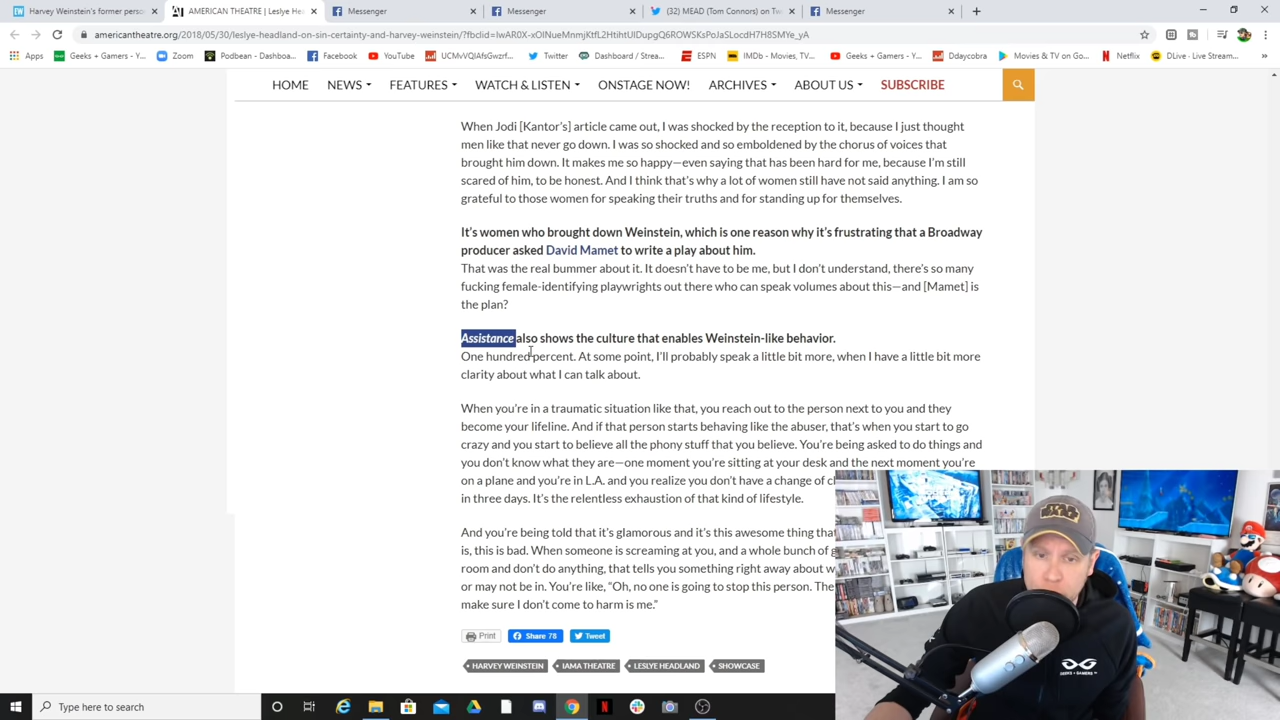 Harvey Weinstein's former perso
AMERICAN THEATRE | Leslye He
Messenger
Messenger
(32) MEAD (Tom Connors) on Tw
Messenger
americantheatre.org/2018/05/30/leslye-headland-on-sin-certainty-and-harvey-weinstein/
Apps
Geeks + Gamers - Y...
Zoom
Podbean - Dashboa...
Facebook
YouTube
UCMvVQIAfsGwzrf...
Twitter
Dashboard / Strea...
ESPN
IMDb - Movies, TV...
Geeks + Gamers - Y...
Ddaycobra
Movies & TV on Go...
Netflix
DLive · Live Stream...
HOME NEWS FEATURES WATCH & LISTEN ONSTAGE NOW! ARCHIVES ABOUT US SUBSCRIBE
When Jodi [Kantor's] article came out, I was shocked by the reception to it, because I just thought
men like that never go down. I was so shocked and so emboldened by the chorus of voices that
brought him down. It makes me so happy—even saying that has been hard for me, because I'm still
scared of him, to be honest. And I think that's why a lot of women still have not said anything. I am so
grateful to those women for speaking their truths and for standing up for themselves.
It's women who brought down Weinstein, which is one reason why it's frustrating that a Broadway
producer asked David Mamet to write a play about him.
That was the real bummer about it. It doesn't have to be me, but I don't understand, there's so many
fucking female-identifying playwrights out there who can speak volumes about this—and [Mamet] is
the plan?
Assistance also shows the culture that enables Weinstein-like behavior.
One hundred percent. At some point, I'll probably speak a little bit more, when I have a little bit more
clarity about what I can talk about.
When you're in a traumatic situation like that, you reach out to the person next to you and they
become your lifeline. And if that person starts behaving like the abuser, that's when you start to go
crazy and you start to believe all the phony stuff that you believe. You're being asked to do things and
you don't know what they are—one moment you're sitting at your desk and the next moment you're
on a plane and you're in L.A. and you realize you don't have a change of c
in three days. It's the relentless exhaustion of that kind of lifestyle.
And you're being told that it's glamorous and it's this awesome thing tha
is, this is bad. When someone is screaming at you, and a whole bunch of g
room and don't do anything, that tells you something right away about w
or may not be in. You're like, “Oh, no one is going to stop this person. The
make sure I don't come to harm is me.”
Print
Share 78
Tweet
HARVEY WEINSTEIN
IAMA THEATRE
LESLYE HEADLAND
SHOWCASE
Type here to search
STAR WARS
GEEKS + GAMERS